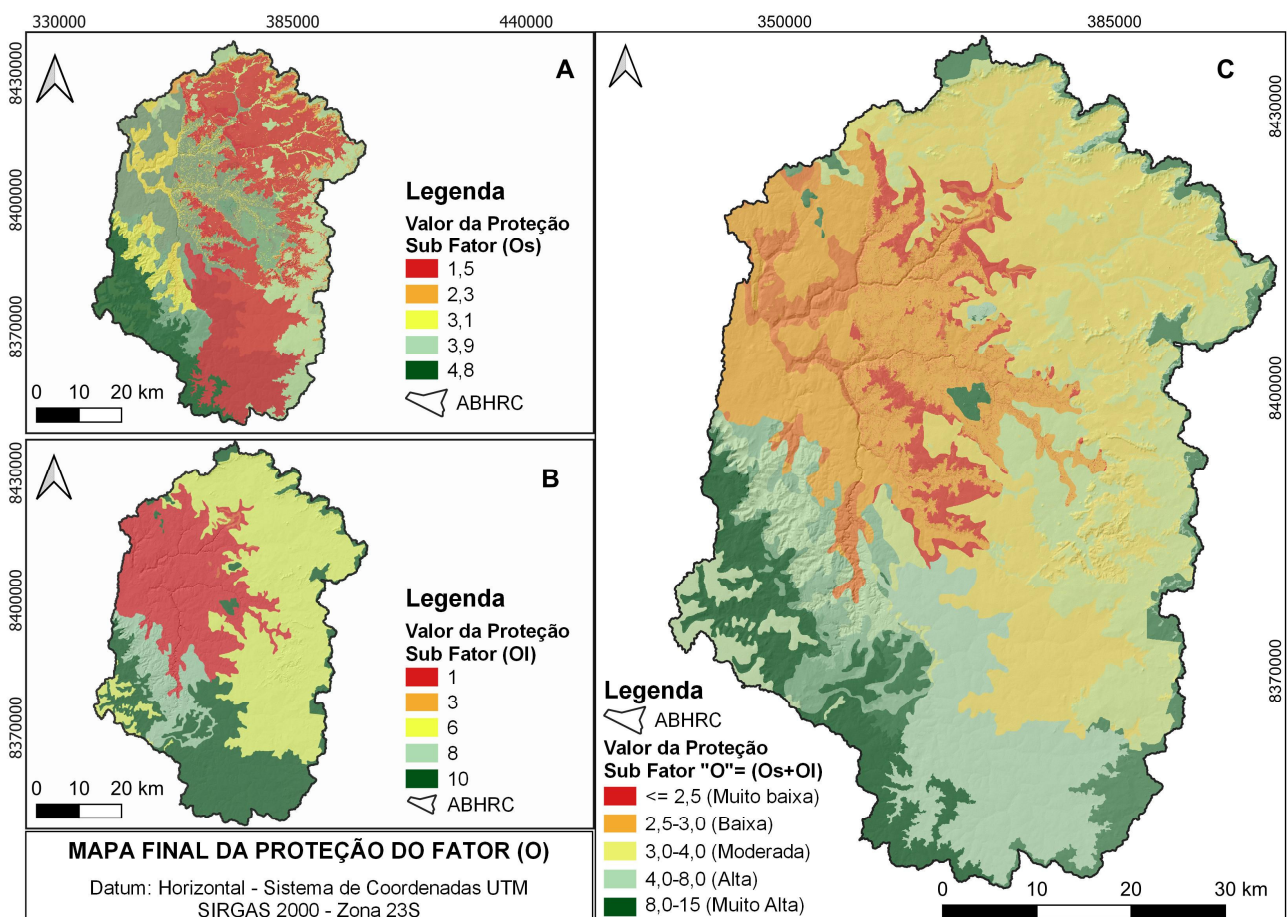 330000 385000 440000
350000 385000
A
8430000
8400000
8370000
Legenda
Valor da Proteção
Sub Fator (Os)
1,5
2,3
3,1
3,9
4,8
ABHRC
0 10 20 km
B
8430000
8400000
8370000
Legenda
Valor da Proteção
Sub Fator (Ol)
1
3
6
8
10
ABHRC
0 10 20 km
MAPA FINAL DA PROTEÇÃO DO FATOR (O)
Datum: Horizontal - Sistema de Coordenadas UTM
SIRGAS 2000 - Zona 23S
C
8430000
8400000
8370000
Legenda
ABHRC
Valor da Proteção
Sub Fator "O"= (Os+Ol)
<= 2,5 (Muito baixa)
2,5-3,0 (Baixa)
3,0-4,0 (Moderada)
4,0-8,0 (Alta)
8,0-15 (Muito Alta)
0 10 20 30 km